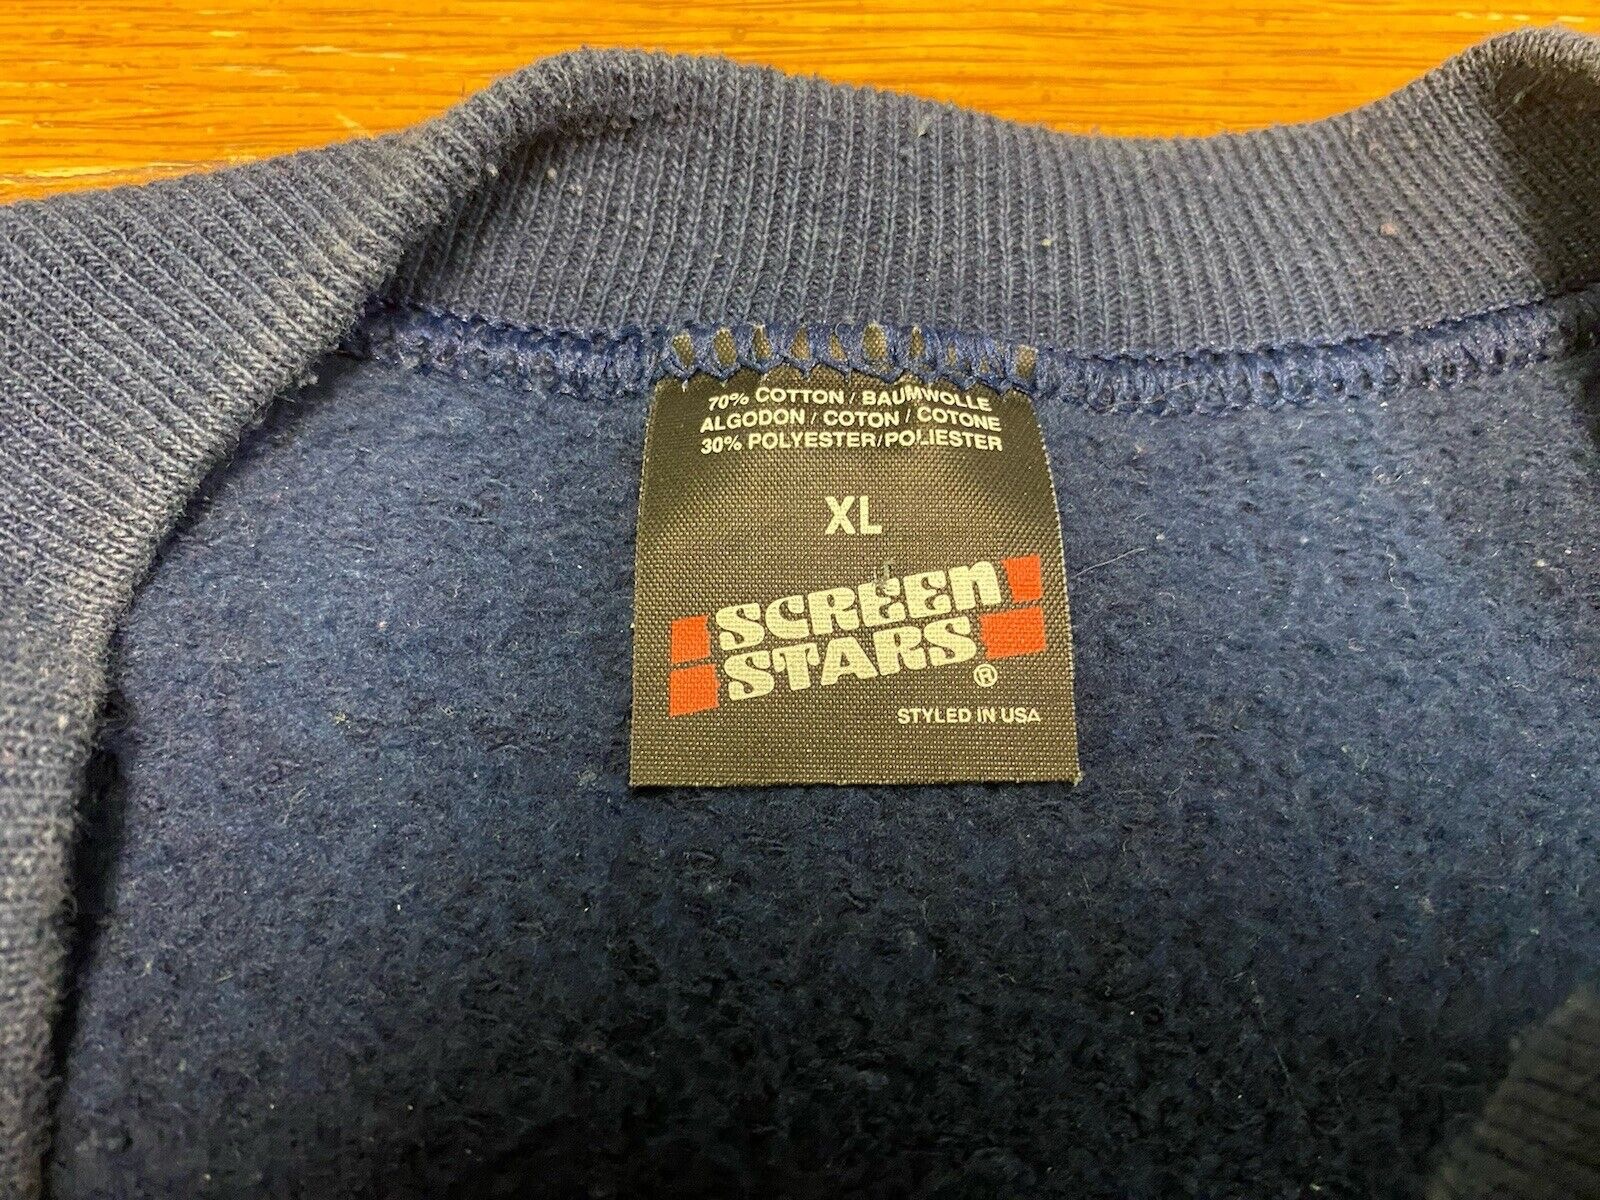 70% COTTON / BAUMWOLLE
ALGODON / COTON / COTONE
30% POLYESTER/POLIESTER
XL
SCREEN
STARS®
STYLED IN USA